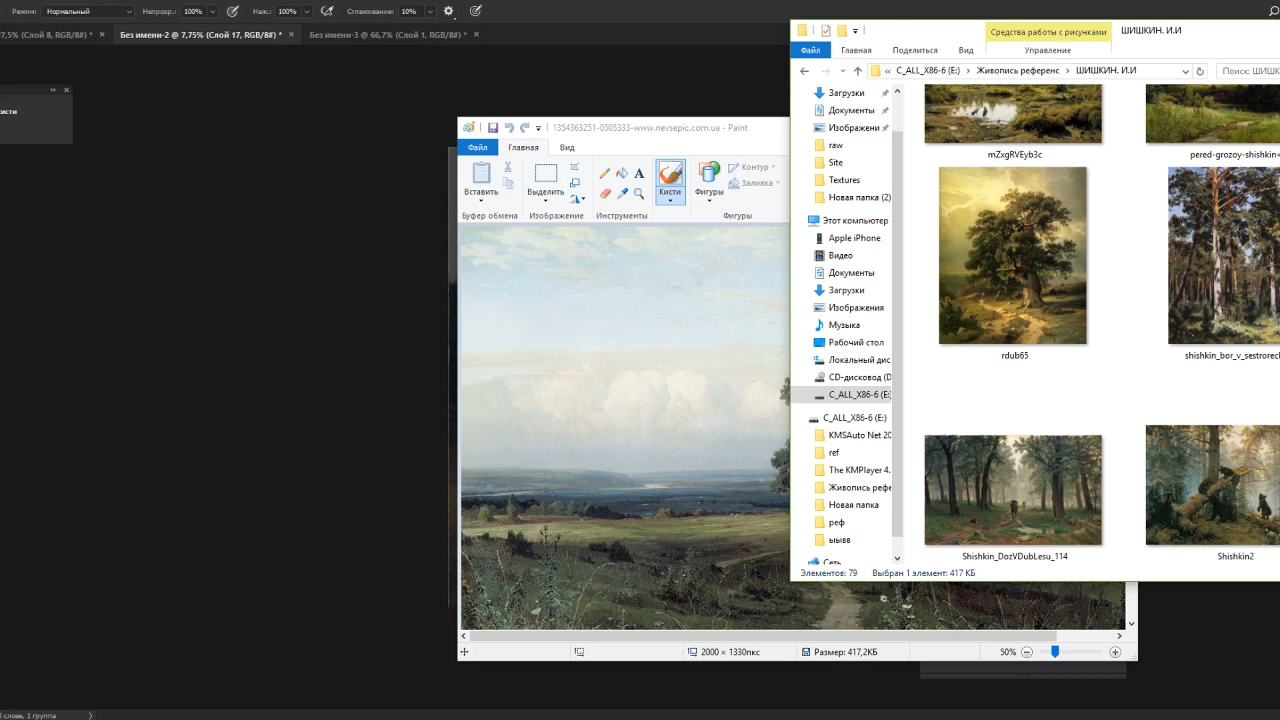 Режим: Нормальный Непрозр.: 100% Наж.: 100% Сглаживание: 10%
7,5% (Слой 8, RGB/8#) * × Без имени-2 @ 7,75% (Слой 17, RGB/8#) * × Без имени-3 @ 66,7% (Слой 1, RGB/8#) * ×
кисти
1354363251-0505333-www.nevsepic.com.ua - Paint
Файл Главная Вид
Вставить Выделить Кисти Фигуры Контур Заливка
Буфер обмена Изображение Инструменты Фигуры
2000 × 1330пкс Размер: 417,2КБ 50%
Средства работы с рисунками ШИШКИН. И.И
Файл Главная Поделиться Вид Управление
« C_ALL_X86-6 (E:) › Живопись референс › ШИШКИН. И.И Поиск: ШИШК
Загрузки
Документы
Изображени
raw
Site
Textures
Новая папка (2)
Этот компьютер
Apple iPhone
Видео
Документы
Загрузки
Изображения
Музыка
Рабочий стол
Локальный дис
CD-дисковод (D
C_ALL_X86-6 (E:
C_ALL_X86-6 (E:)
KMSAuto Net 20
ref
The KMPlayer 4.
Живопись рефе
Новая папка
реф
ыывв
Сеть
mZxgRVEyb3c
pered-grozoy-shishkin
rdub65
shishkin_bor_v_sestrorec
Shishkin_DozVDubLesu_114
Shishkin2
Элементов: 79 Выбран 1 элемент: 417 КБ
слоев, 1 группа